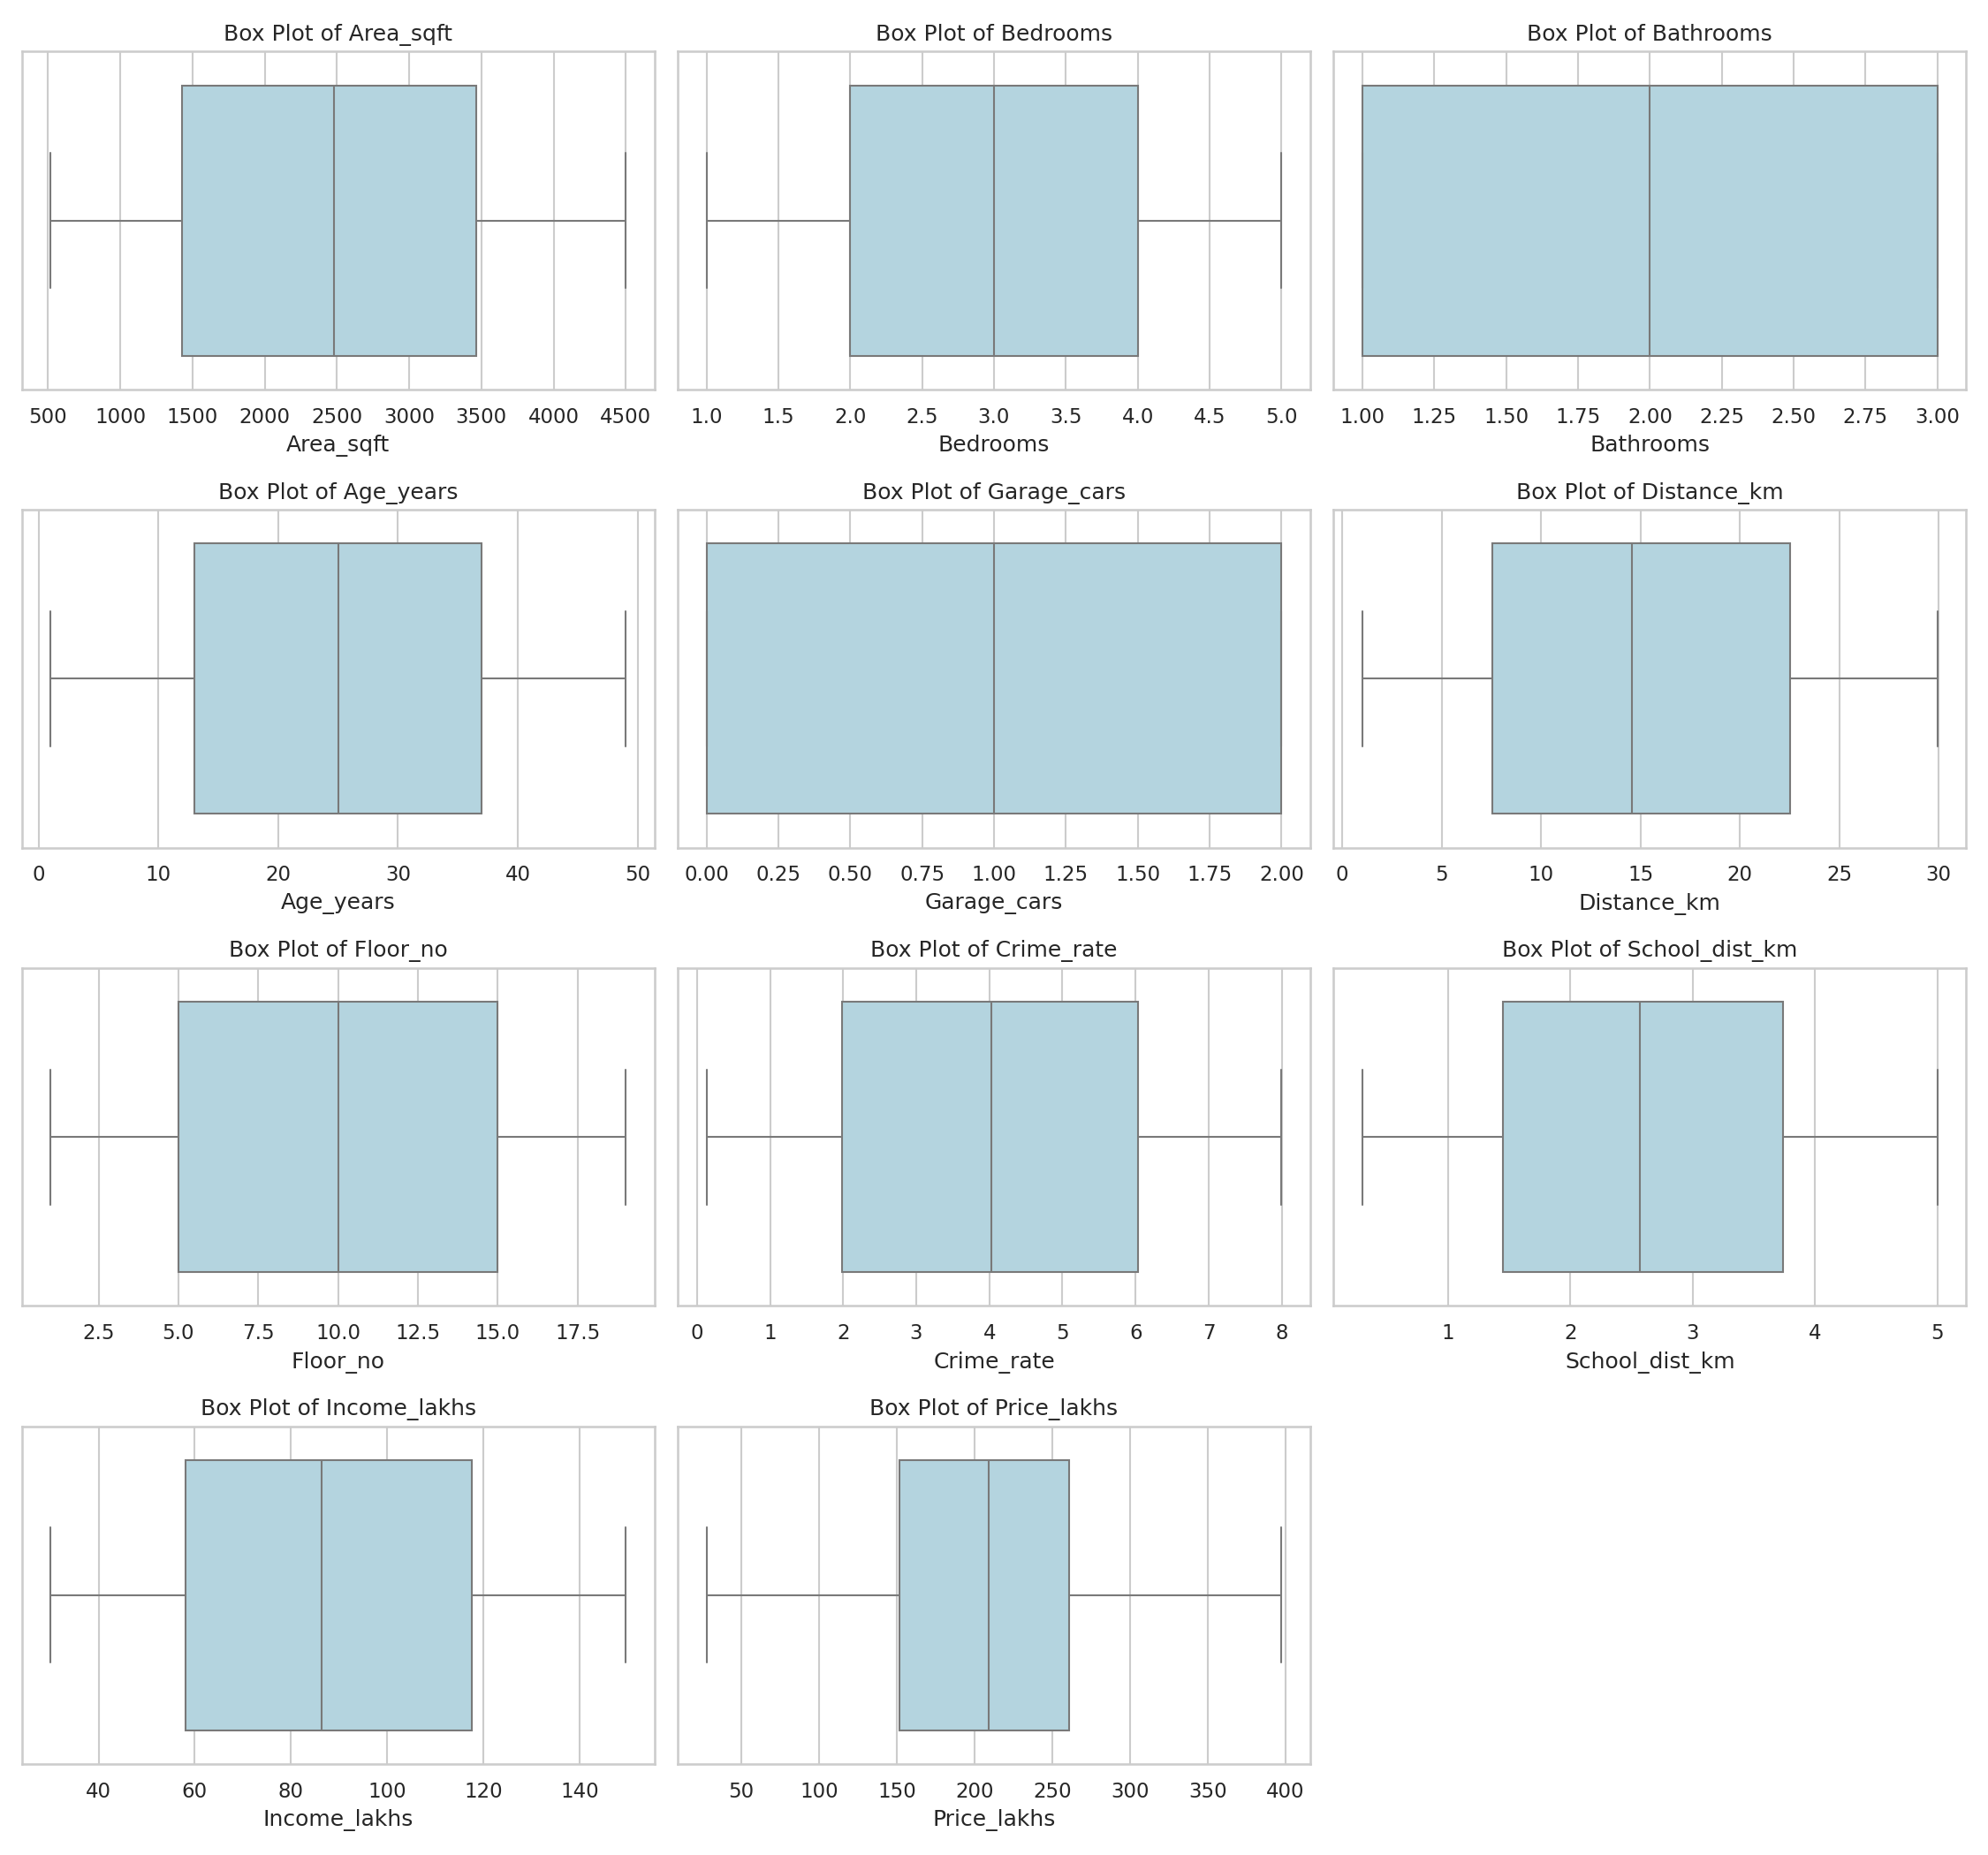 Box Plot of Area_sqft
500 1000 1500 2000 2500 3000 3500 4000 4500
Area_sqft
Box Plot of Bedrooms
1.0 1.5 2.0 2.5 3.0 3.5 4.0 4.5 5.0
Bedrooms
Box Plot of Bathrooms
1.00 1.25 1.50 1.75 2.00 2.25 2.50 2.75 3.00
Bathrooms
Box Plot of Age_years
0 10 20 30 40 50
Age_years
Box Plot of Garage_cars
0.00 0.25 0.50 0.75 1.00 1.25 1.50 1.75 2.00
Garage_cars
Box Plot of Distance_km
0 5 10 15 20 25 30
Distance_km
Box Plot of Floor_no
2.5 5.0 7.5 10.0 12.5 15.0 17.5
Floor_no
Box Plot of Crime_rate
0 1 2 3 4 5 6 7 8
Crime_rate
Box Plot of School_dist_km
1 2 3 4 5
School_dist_km
Box Plot of Income_lakhs
40 60 80 100 120 140
Income_lakhs
Box Plot of Price_lakhs
50 100 150 200 250 300 350 400
Price_lakhs